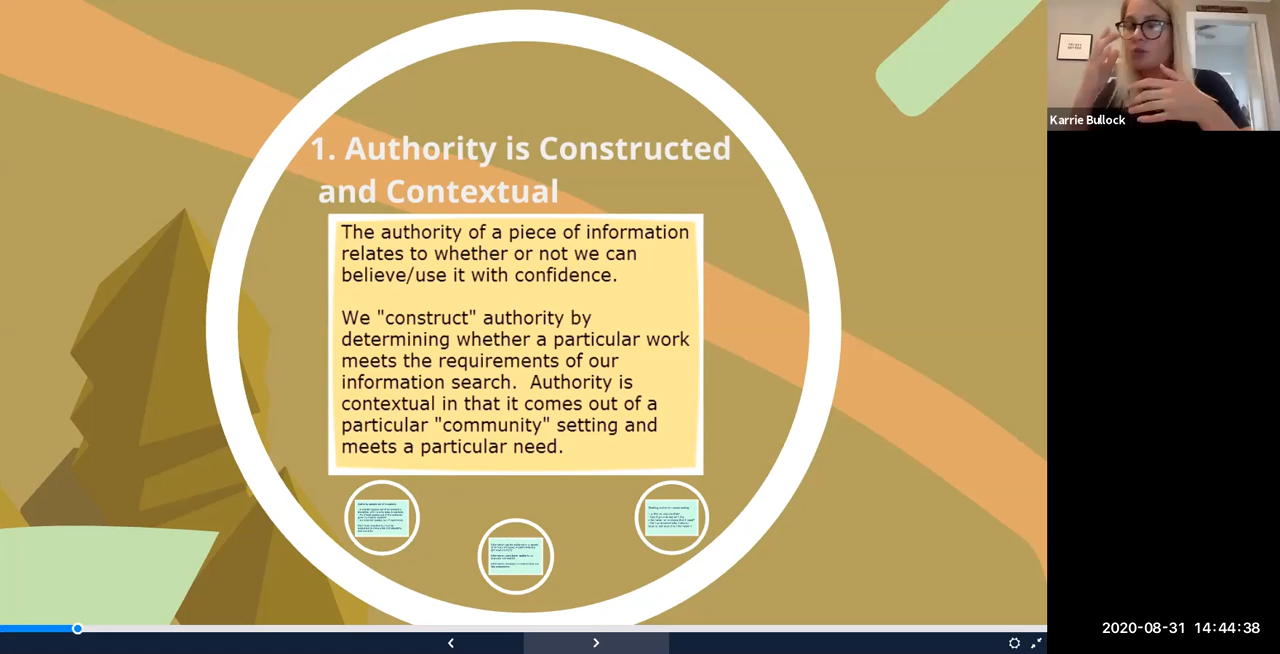 1. Authority is Constructed
and Contextual
The authority of a piece of information
relates to whether or not we can
believe/use it with confidence.
We "construct" authority by
determining whether a particular work
meets the requirements of our
information search.  Authority is
contextual in that it comes out of a
particular "community" setting and
meets a particular need.
Karrie Bullock
2020-08-31 14:44:38